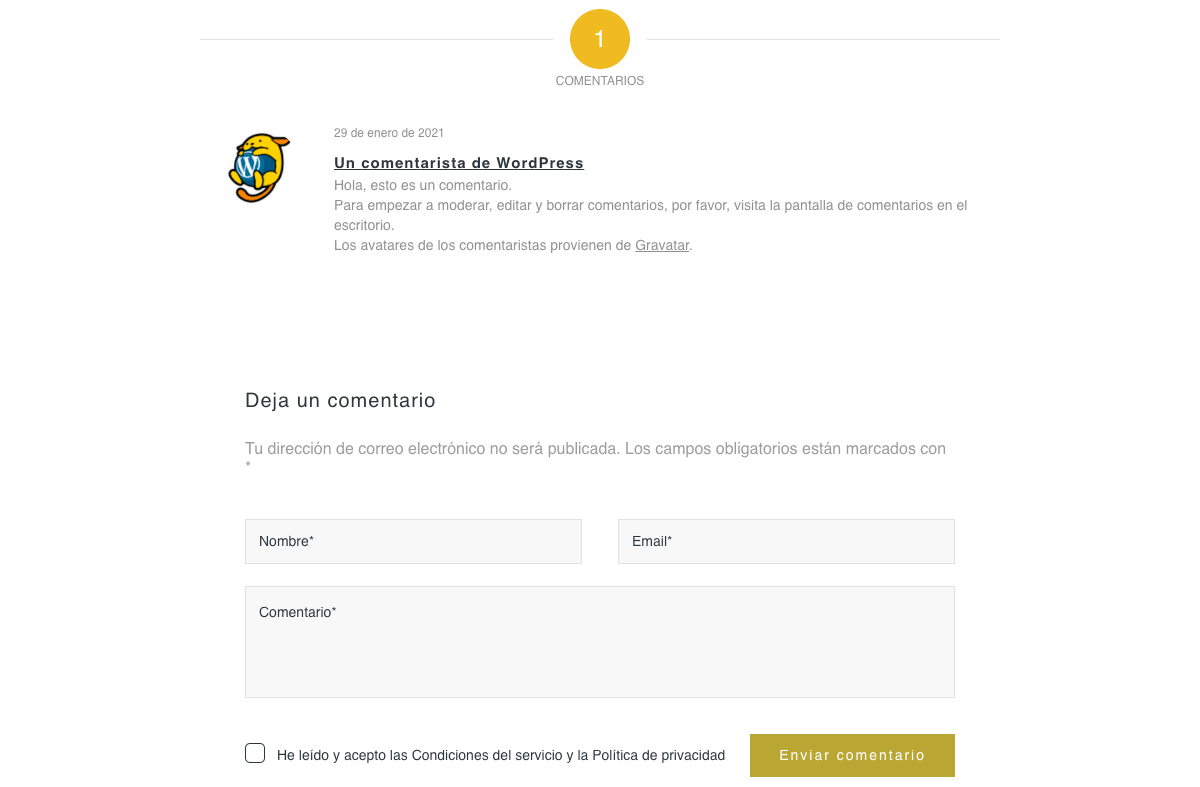 1
COMENTARIOS
29 de enero de 2021
Un comentarista de WordPress
Hola, esto es un comentario.
Para empezar a moderar, editar y borrar comentarios, por favor, visita la pantalla de comentarios en el
escritorio.
Los avatares de los comentaristas provienen de Gravatar.
Deja un comentario
Tu dirección de correo electrónico no será publicada. Los campos obligatorios están marcados con
*
Nombre*
Email*
Comentario*
He leído y acepto las Condiciones del servicio y la Política de privacidad
Enviar comentario